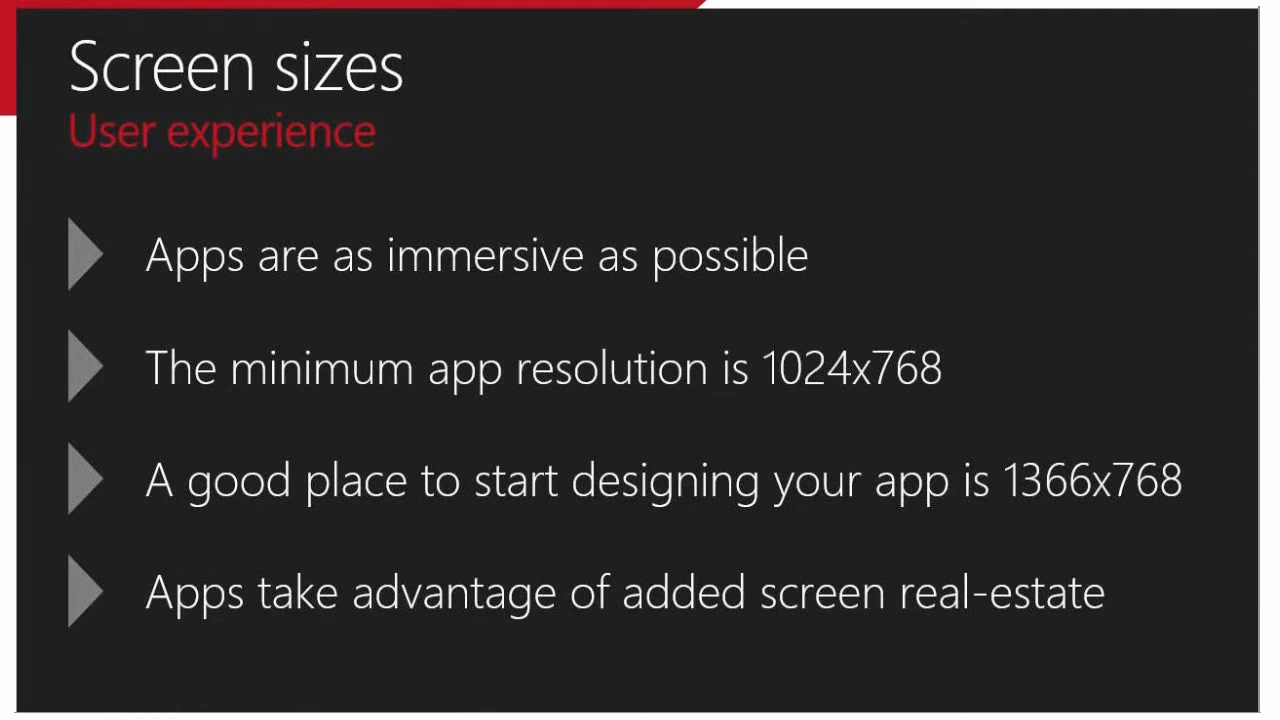 Screen sizes
User experience
Apps are as immersive as possible
The minimum app resolution is 1024x768
A good place to start designing your app is 1366x768
Apps take advantage of added screen real-estate